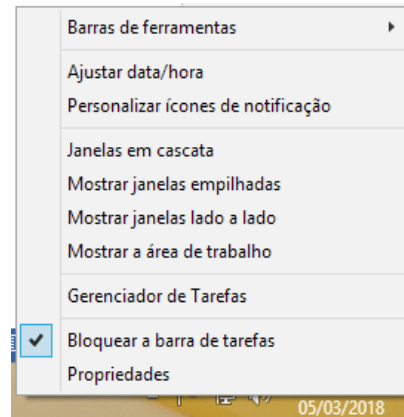 Barras de ferramentas
Ajustar data/hora
Personalizar ícones de notificação
Janelas em cascata
Mostrar janelas empilhadas
Mostrar janelas lado a lado
Mostrar a área de trabalho
Gerenciador de Tarefas
Bloquear a barra de tarefas
Propriedades
05/03/2018